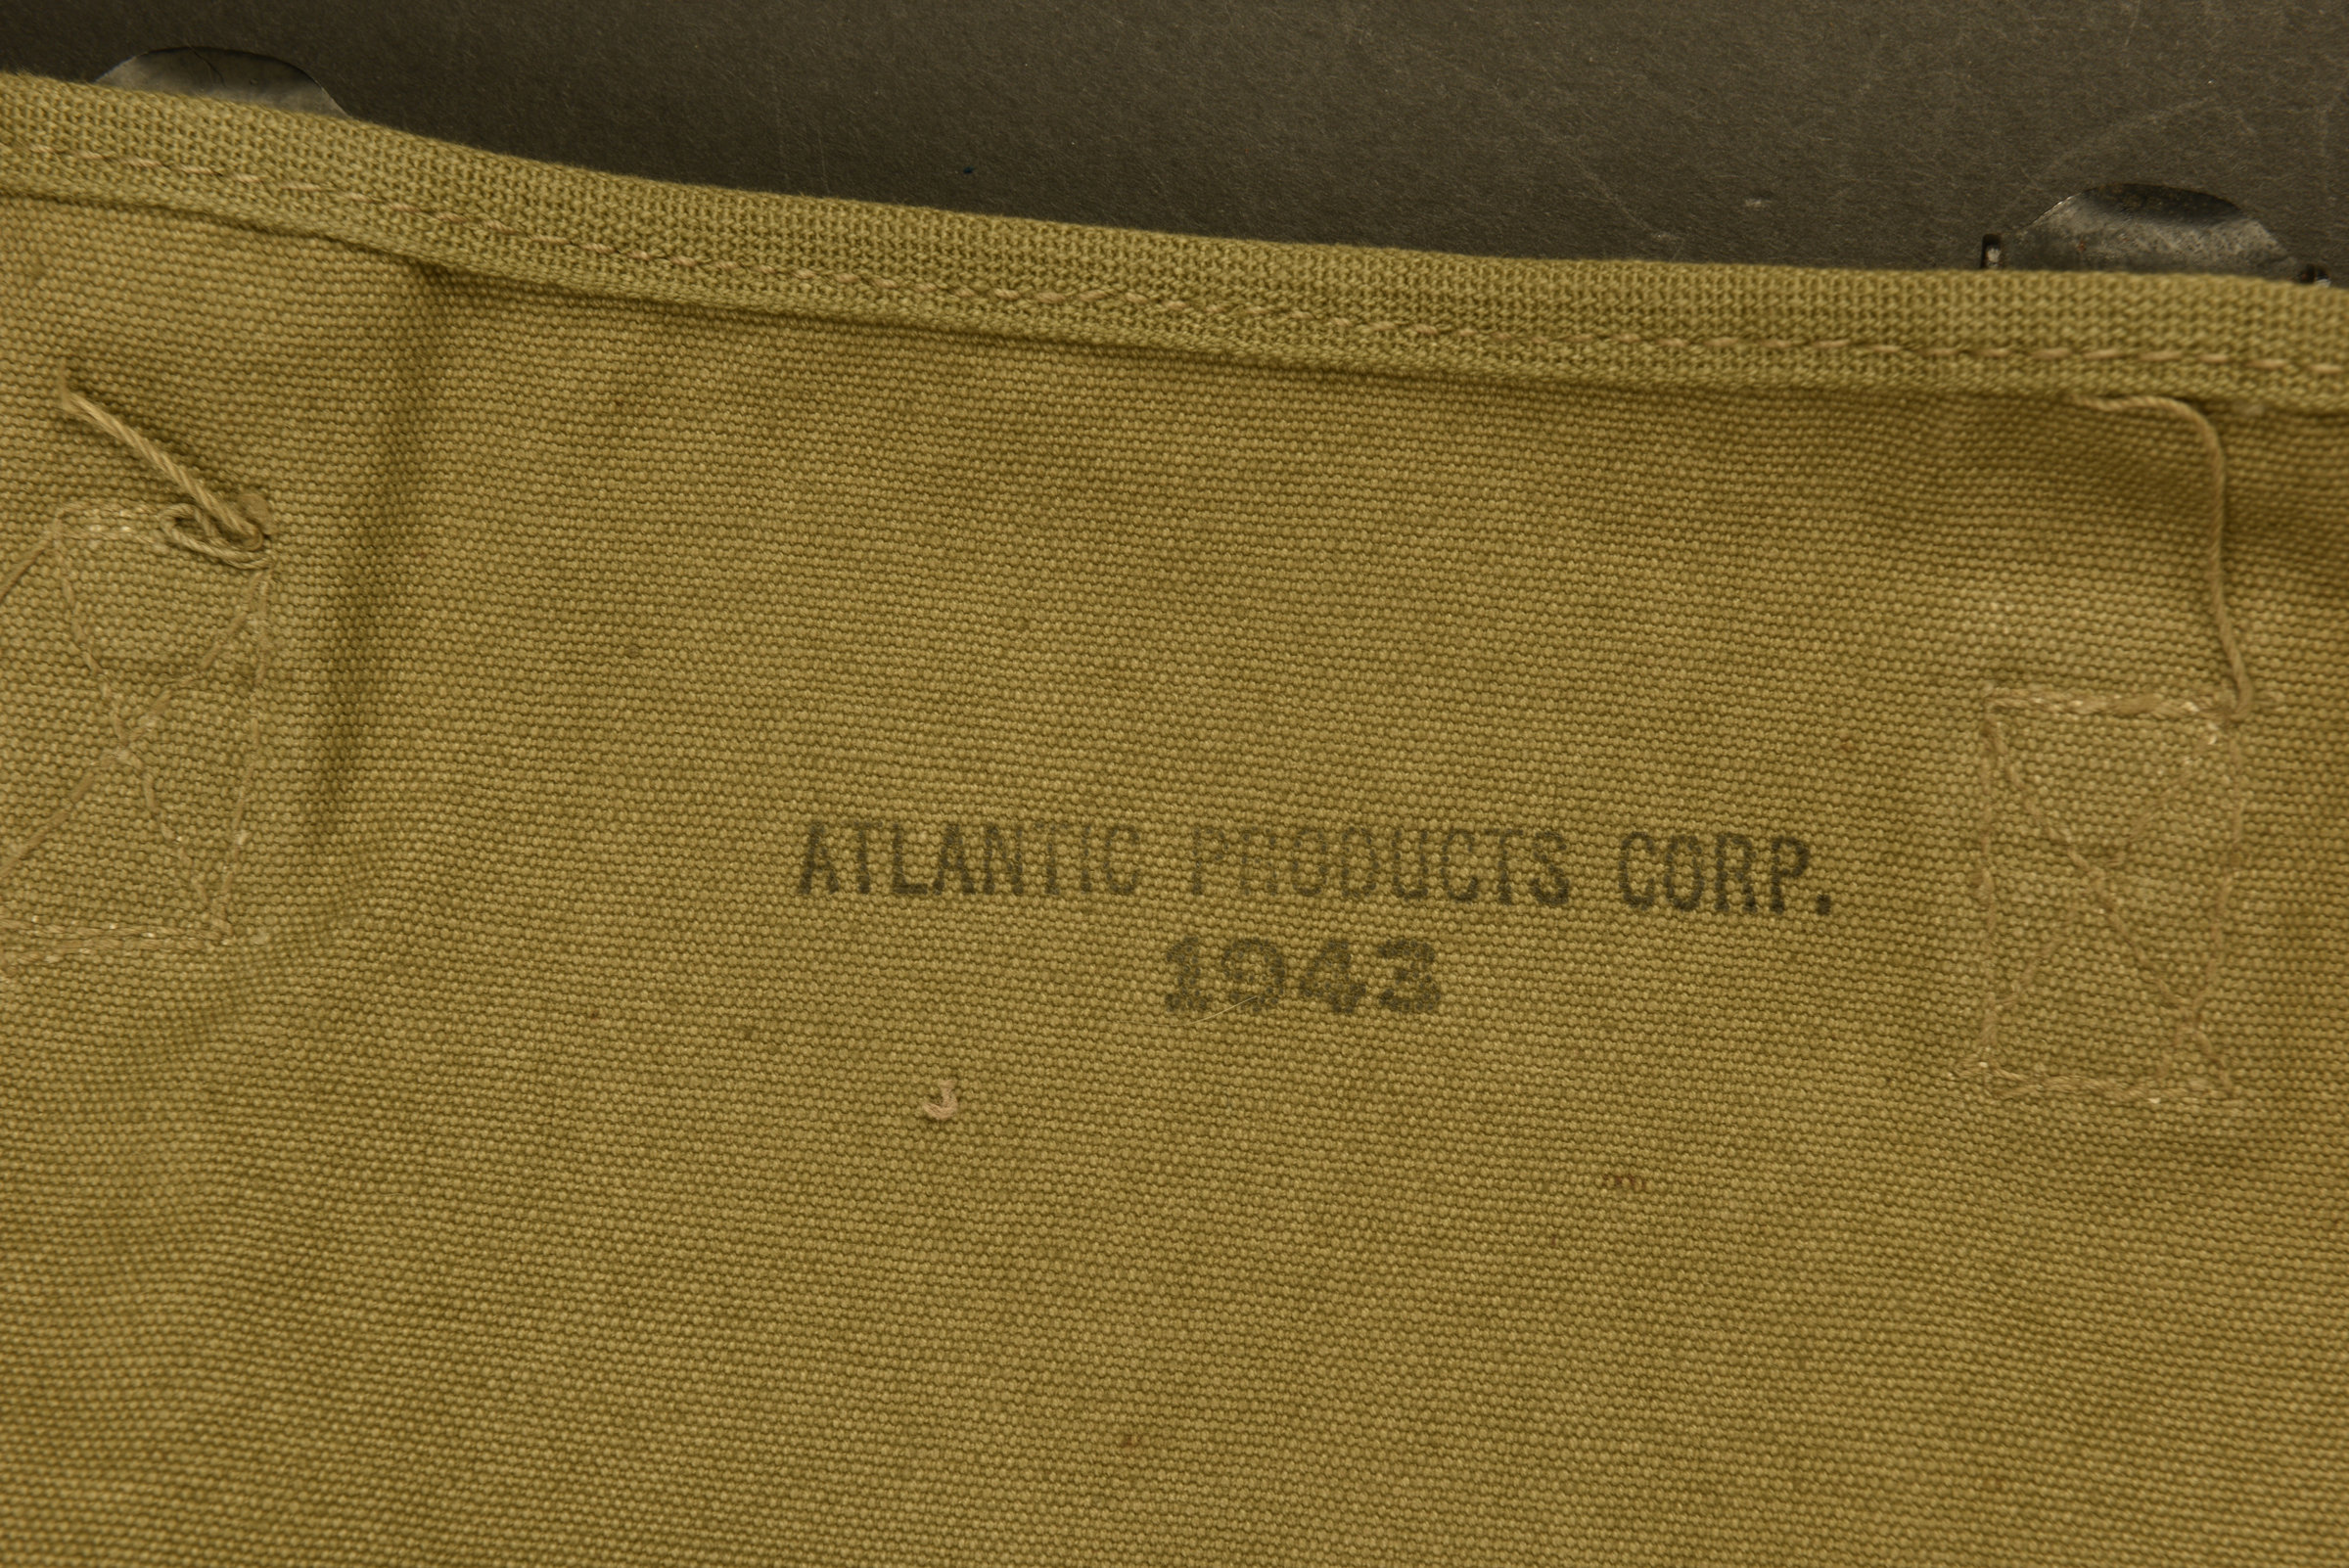 ATLANTIC PRODUCTS CORP.
1943